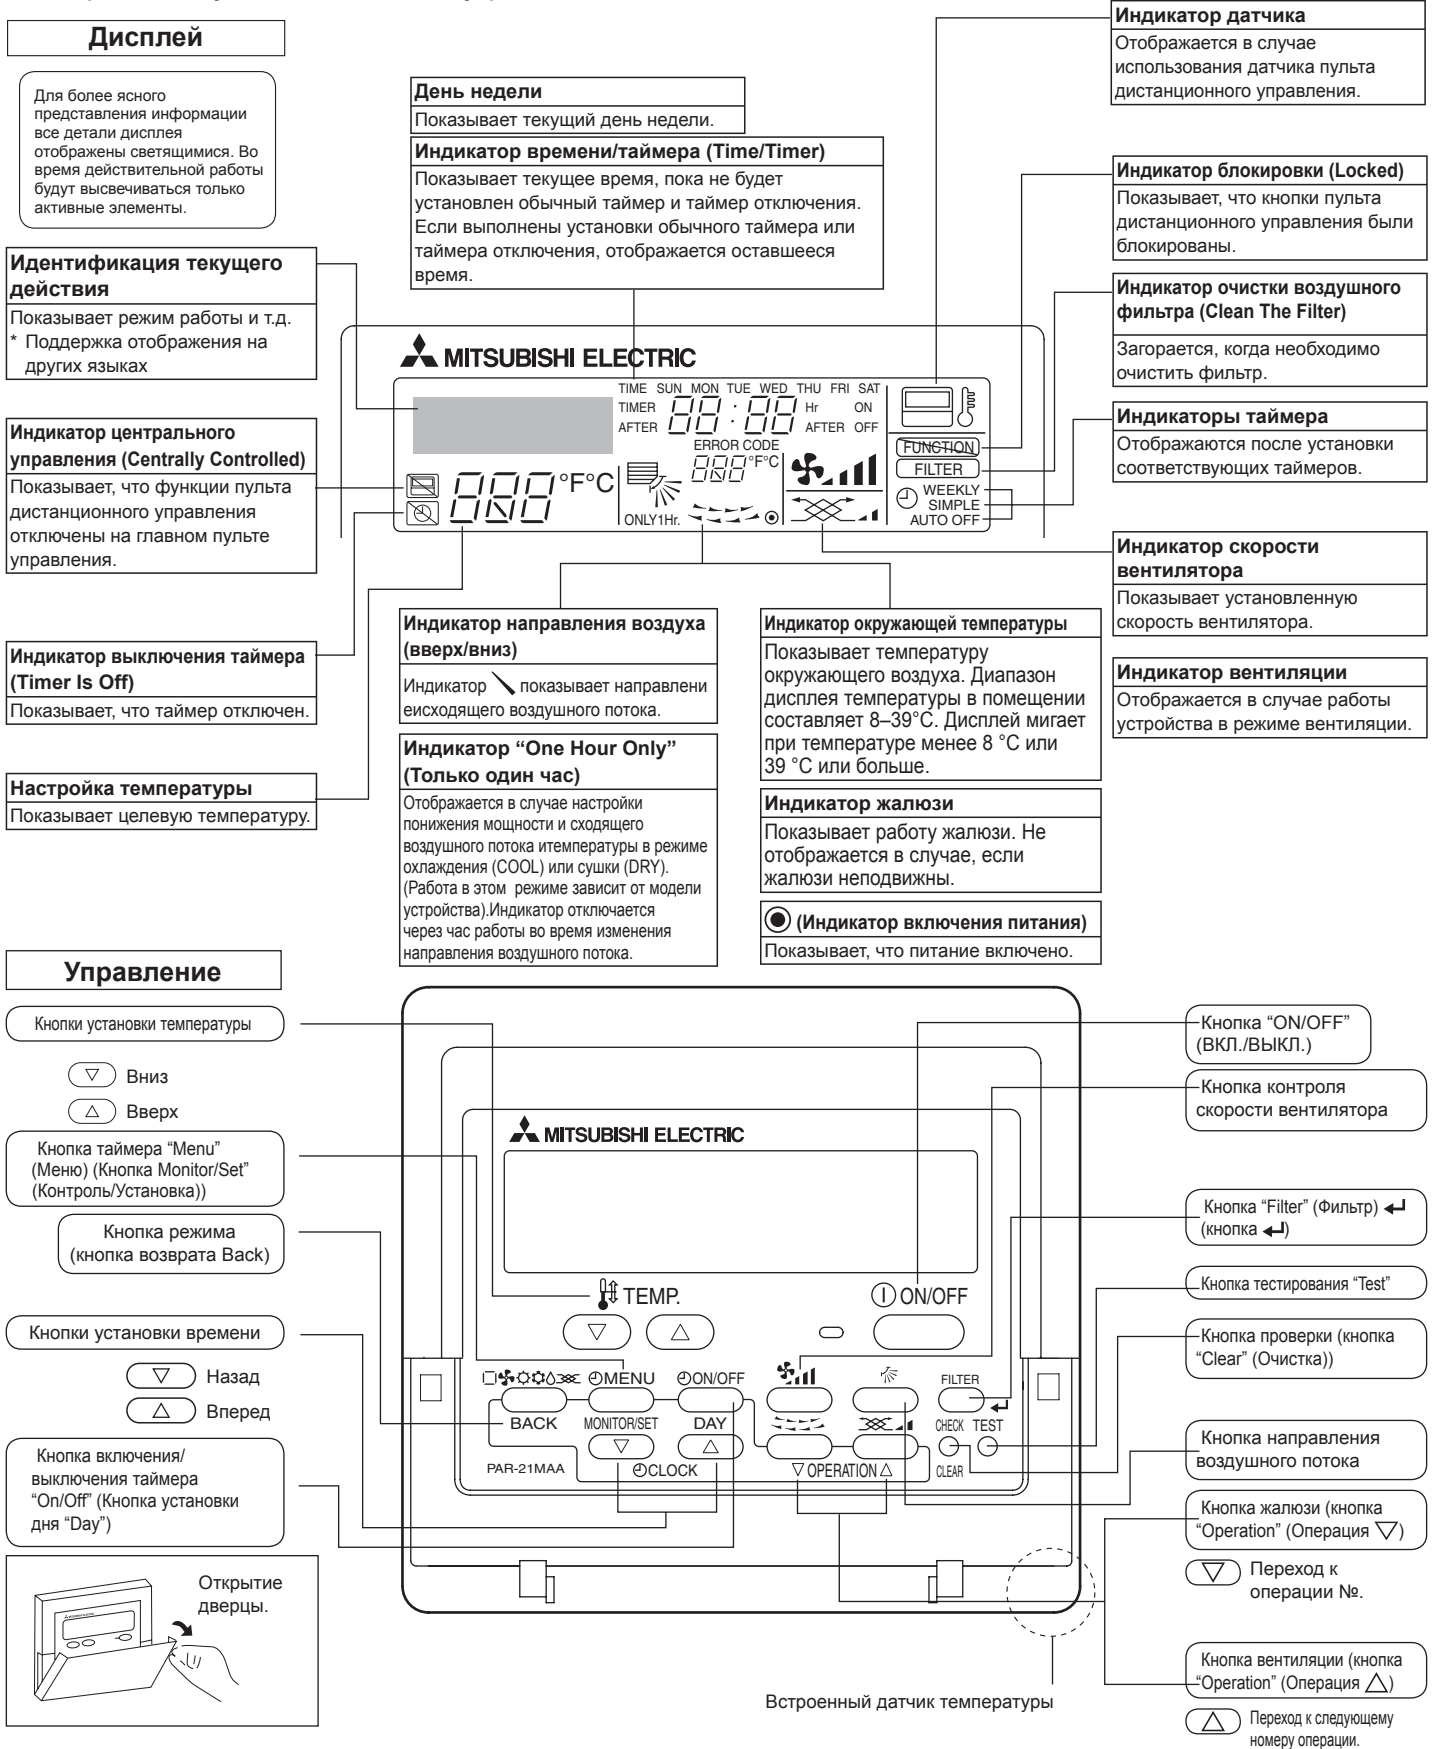 Дисплей
Для более ясного
представления информации
все детали дисплея
отображены светящимися. Во
время действительной работы
будут высвечиваться только
активные элементы.
День недели
Показывает текущий день недели.
Индикатор времени/таймера (Time/Timer)
Показывает текущее время, пока не будет
установлен обычный таймер и таймер отключения.
Если выполнены установки обычного таймера или
таймера отключения, отображается оставшееся
время.
Индикатор датчика
Отображается в случае
использования датчика пульта
дистанционного управления.
Индикатор блокировки (Locked)
Показывает, что кнопки пульта
дистанционного управления были
блокированы.
Индикатор очистки воздушного
фильтра (Clean The Filter)
Загорается, когда необходимо
очистить фильтр.
Индикаторы таймера
Отображаются после установки
соответствующих таймеров.
Индикатор скорости
вентилятора
Показывает установленную
скорость вентилятора.
Индикатор вентиляции
Отображается в случае работы
устройства в режиме вентиляции.
Идентификация текущего
действия
Показывает режим работы и т.д.
* Поддержка отображения на
других языках
Индикатор центрального
управления (Centrally Controlled)
Показывает, что функции пульта
дистанционного управления
отключены на главном пульте
управления.
Индикатор выключения таймера
(Timer Is Off)
Показывает, что таймер отключен.
Настройка температуры
Показывает целевую температуру.
MITSUBISHI ELECTRIC
TIME SUN MON TUE WED THU FRI SAT
TIMER 88:88 Hr ON
AFTER AFTER OFF
ERROR CODE
888 °F°C
888 °F°C
ONLY1Hr.
FUNCTION
FILTER
WEEKLY
SIMPLE
AUTO OFF
Индикатор направления воздуха
(вверх/вниз)
Индикатор показывает направлени
еисходящего воздушного потока.
Индикатор “One Hour Only”
(Только один час)
Отображается в случае настройки
понижения мощности и сходящего
воздушного потока итемпературы в режиме
охлаждения (COOL) или сушки (DRY).
(Работа в этом режиме зависит от модели
устройства).Индикатор отключается
через час работы во время изменения
направления воздушного потока.
Индикатор окружающей температуры
Показывает температуру
окружающего воздуха. Диапазон
дисплея температуры в помещении
составляет 8–39°C. Дисплей мигает
при температуре менее 8 °C или
39 °C или больше.
Индикатор жалюзи
Показывает работу жалюзи. Не
отображается в случае, если
жалюзи неподвижны.
(Индикатор включения питания)
Показывает, что питание включено.
Управление
Кнопки установки температуры
▽ Вниз
△ Вверх
Кнопка таймера “Menu”
(Меню) (Кнопка Monitor/Set”
(Контроль/Установка))
Кнопка режима
(кнопка возврата Back)
Кнопки установки времени
▽ Назад
△ Вперед
Кнопка включения/
выключения таймера
“On/Off” (Кнопка установки
дня “Day”)
Открытие
дверцы.
MITSUBISHI ELECTRIC
TEMP.
ON/OFF
▽ △
MENU
ON/OFF
FILTER
BACK
MONITOR/SET
DAY
CHECK TEST
▽ △
PAR-21MAA
CLOCK
▽ OPERATION △
CLEAR
Кнопка “ON/OFF”
(ВКЛ./ВЫКЛ.)
Кнопка контроля
скорости вентилятора
Кнопка “Filter” (Фильтр) ↵
(кнопка ↵)
Кнопка тестирования “Test”
Кнопка проверки (кнопка
“Clear” (Очистка))
Кнопка направления
воздушного потока
Кнопка жалюзи (кнопка
“Operation” (Операция ▽)
▽ Переход к
операции №.
Кнопка вентиляции (кнопка
“Operation” (Операция △)
△ Переход к следующему
номеру операции.
Встроенный датчик температуры